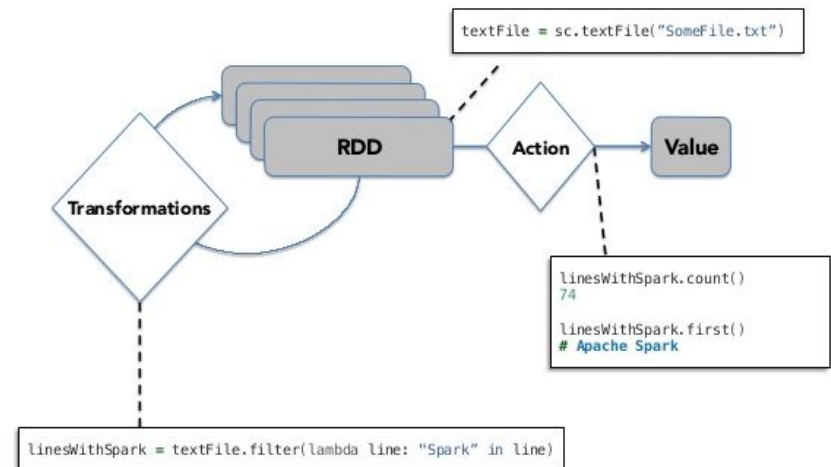 textFile = sc.textFile(”SomeFile.txt”)
RDD
Action
Value
Transformations
linesWithSpark.count()
74
linesWithSpark.first()
# Apache Spark
linesWithSpark = textFile.filter(lambda line: "Spark” in line)